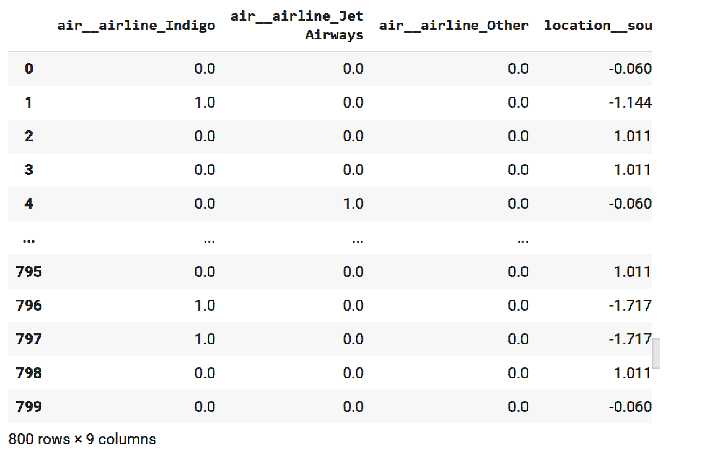 air__airline_Indigo air__airline_Jet Airways air__airline_Other location__sou
0 0.0 0.0 0.0 -0.060
1 1.0 0.0 0.0 -1.144
2 0.0 0.0 0.0 1.011
3 0.0 0.0 0.0 1.011
4 0.0 1.0 0.0 -0.060
... ... ... ...
795 0.0 0.0 0.0 1.011
796 1.0 0.0 0.0 -1.717
797 1.0 0.0 0.0 -1.717
798 0.0 0.0 0.0 1.011
799 0.0 0.0 0.0 -0.060
800 rows × 9 columns